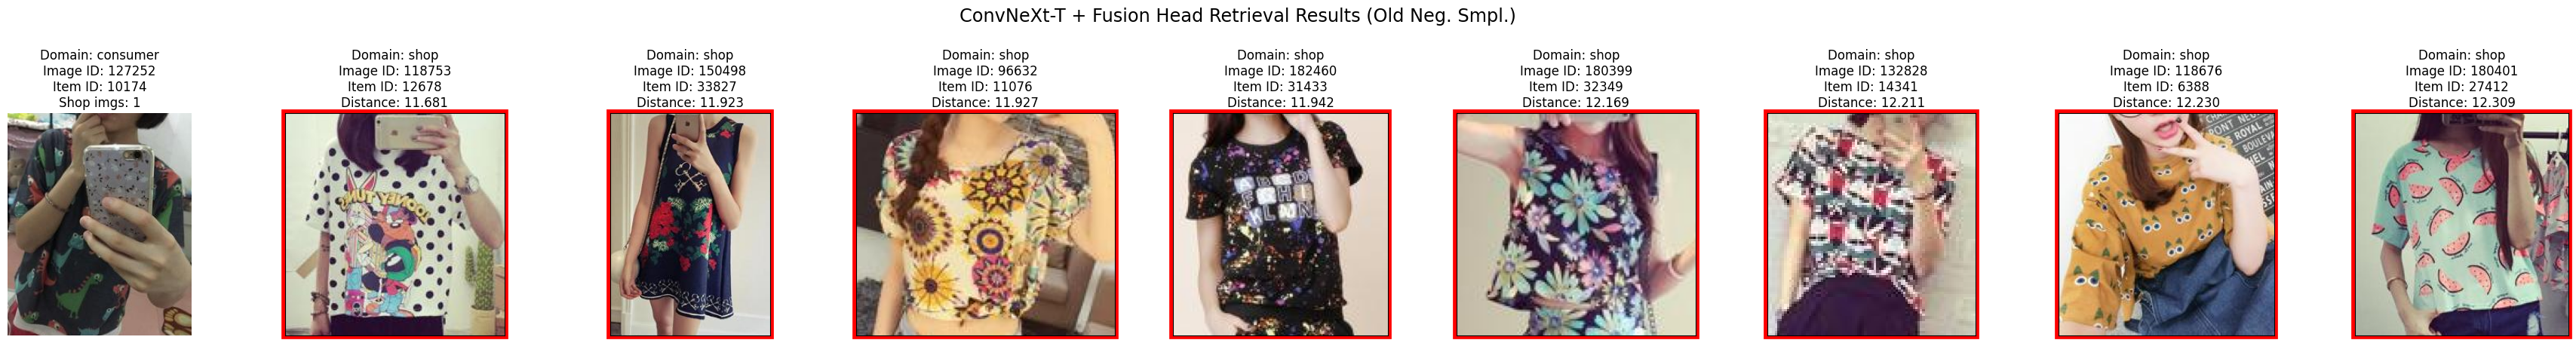 ConvNeXt-T + Fusion Head Retrieval Results (Old Neg. Smpl.)
Domain: consumer
Image ID: 127252
Item ID: 10174
Shop imgs: 1
Domain: shop
Image ID: 118753
Item ID: 12678
Distance: 11.681
Domain: shop
Image ID: 150498
Item ID: 33827
Distance: 11.923
Domain: shop
Image ID: 96632
Item ID: 11076
Distance: 11.927
Domain: shop
Image ID: 182460
Item ID: 31433
Distance: 11.942
Domain: shop
Image ID: 180399
Item ID: 32349
Distance: 12.169
Domain: shop
Image ID: 132828
Item ID: 14341
Distance: 12.211
Domain: shop
Image ID: 118676
Item ID: 6388
Distance: 12.230
Domain: shop
Image ID: 180401
Item ID: 27412
Distance: 12.309
PONT NEUF
ROYAL